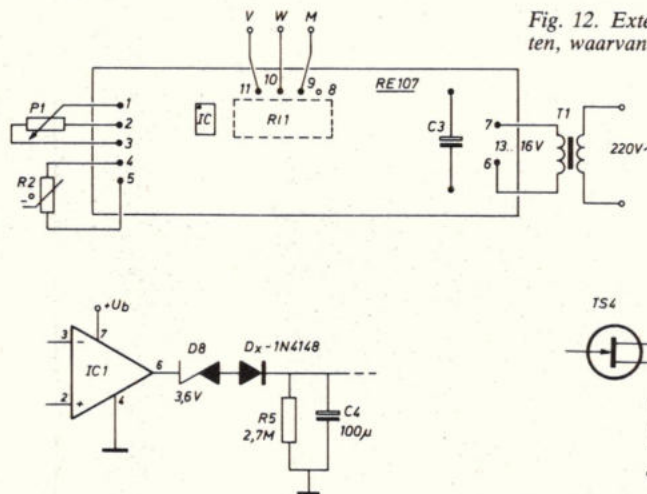 Fig. 12. Exte
ten, waarvan
V W M
11 10 9 8
RE107
P1
1
2
3
4
5
R2
-o
IC
Rl1
C3
7
6
13.. 16V
T1
220V~
+Ub
3
7
IC1
6
2
4
D8
3,6V
Dx-1N4148
R5
2,7M
C4
100µ
TS4